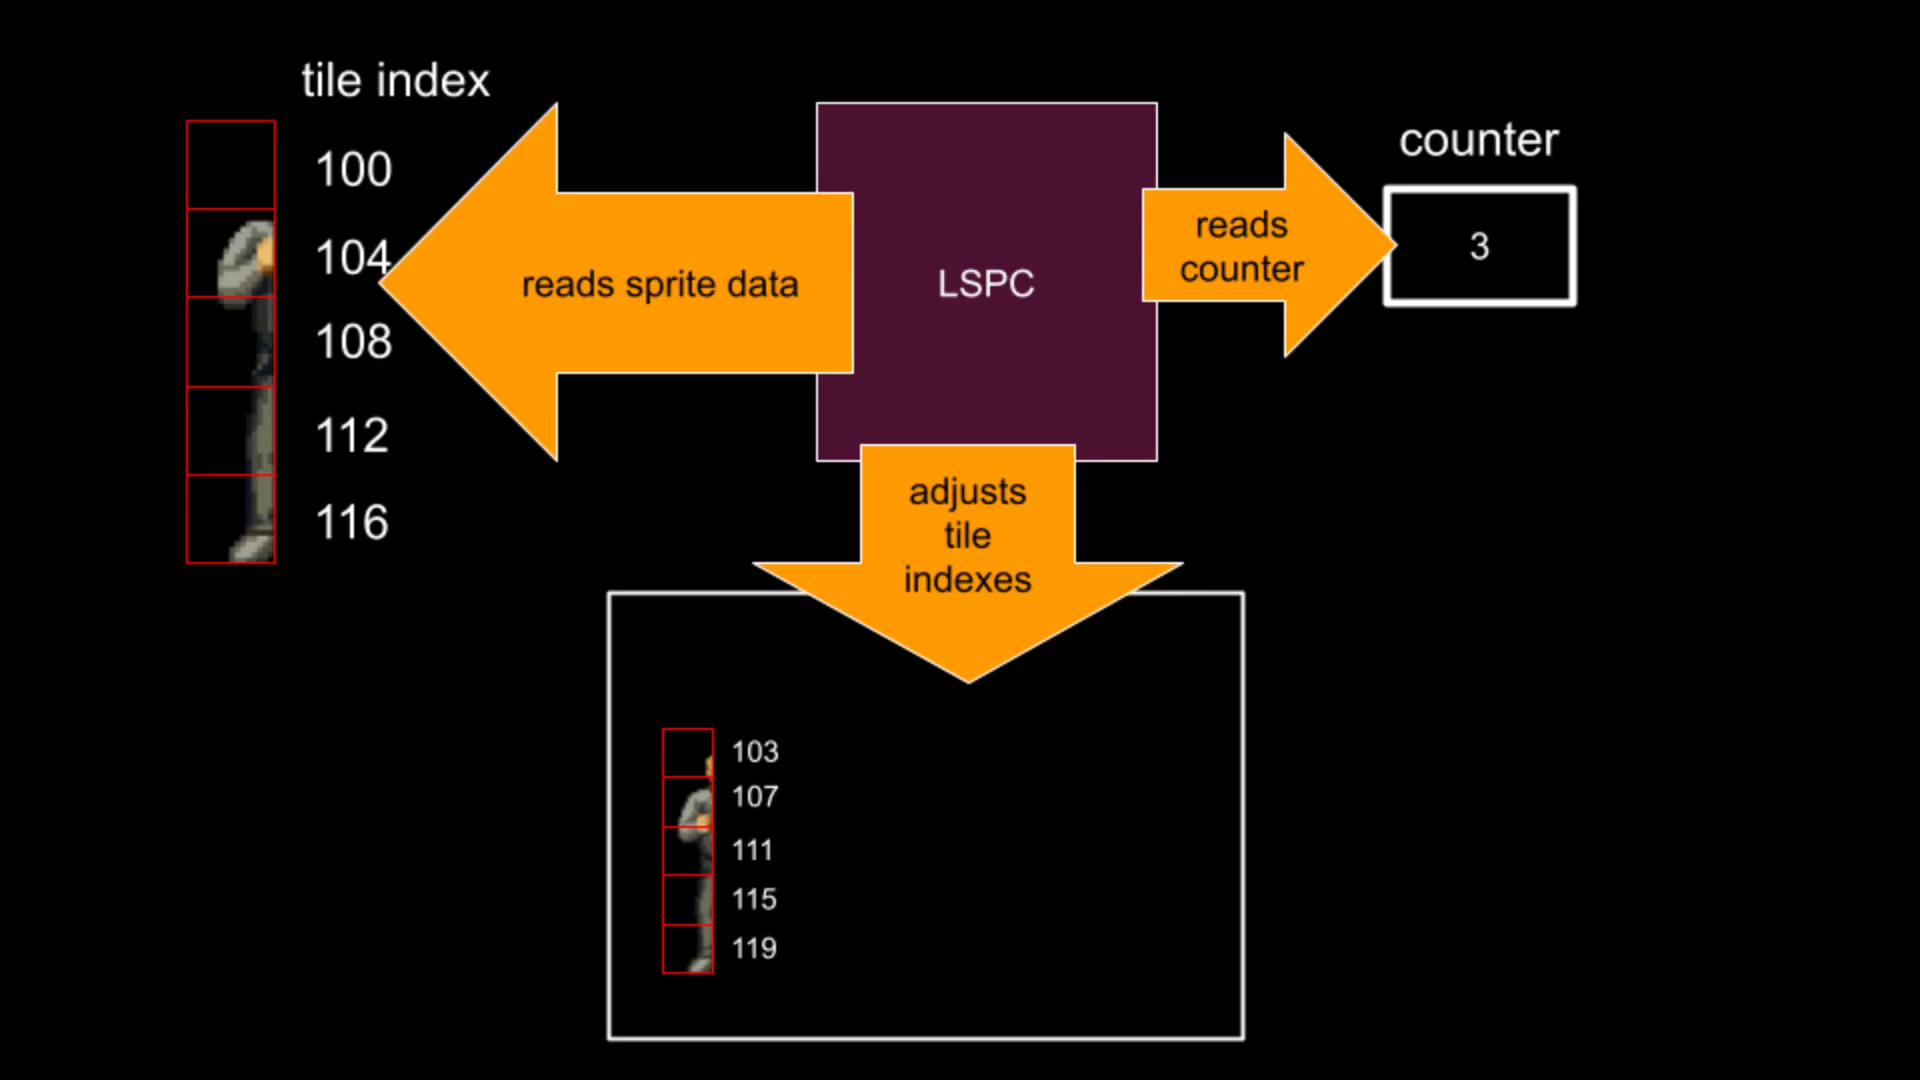 tile index
100
104
108
112
116
reads sprite data
LSPC
reads
counter
counter
3
adjusts
tile
indexes
103
107
111
115
119